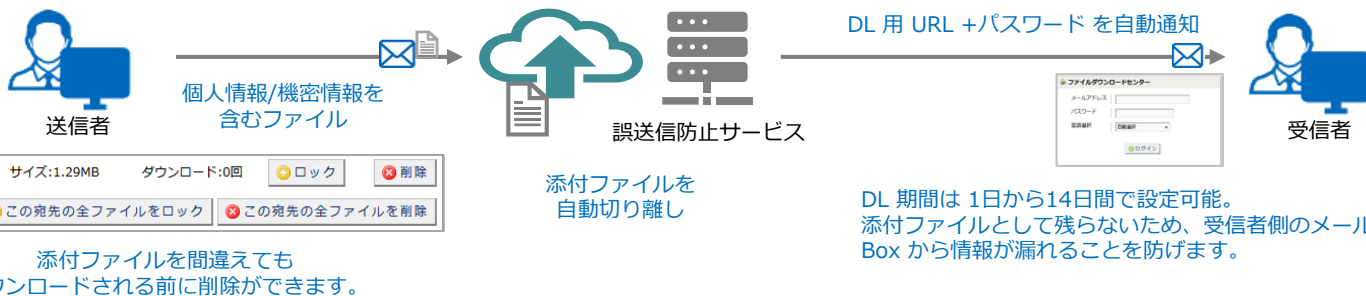 DL 用 URL +パスワード を自動通知
個人情報/機密情報を
含むファイル
送信者
誤送信防止サービス
ファイルダウンロードセンター
メールアドレス
パスワード
言語選択 自動選択
ログイン
受信者
サイズ:1.29MB ダウンロード:0回 ロック 削除
この宛先の全ファイルをロック この宛先の全ファイルを削除
添付ファイルを
自動切り離し
DL 期間は 1日から14日間で設定可能。
添付ファイルとして残らないため、受信者側のメール
Box から情報が漏れることを防げます。
添付ファイルを間違えても
ウンロードされる前に削除ができます。